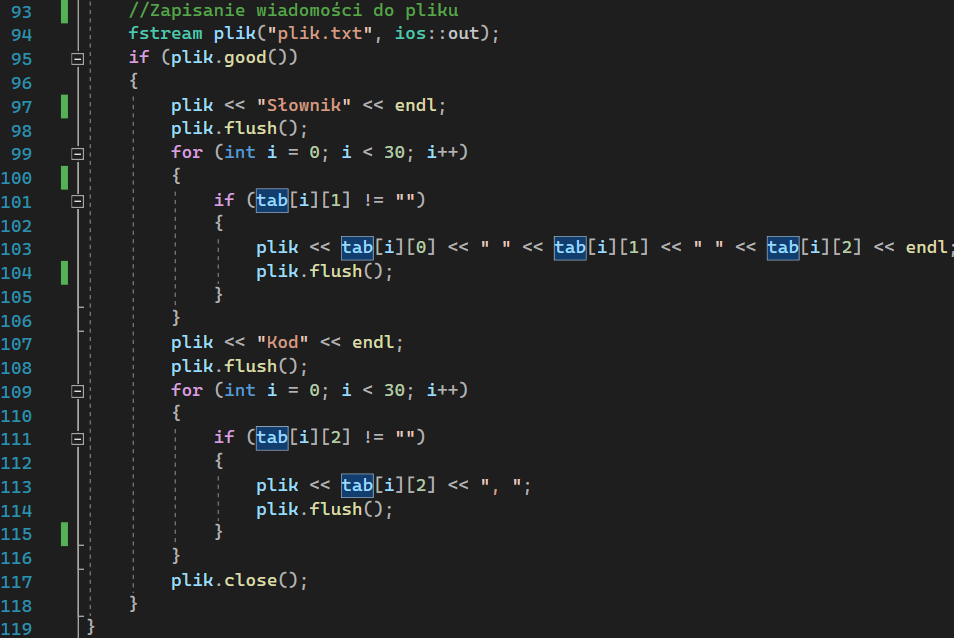 93 //Zapisanie wiadomości do pliku
94 fstream plik("plik.txt", ios::out);
95 if (plik.good())
96 {
97 plik << "Słownik" << endl;
98 plik.flush();
99 for (int i = 0; i < 30; i++)
100 {
101 if (tab[i][1] != "")
102 {
103 plik << tab[i][0] << " " << tab[i][1] << " " << tab[i][2] << endl;
104 plik.flush();
105 }
106 }
107 plik << "Kod" << endl;
108 plik.flush();
109 for (int i = 0; i < 30; i++)
110 {
111 if (tab[i][2] != "")
112 {
113 plik << tab[i][2] << ", ";
114 plik.flush();
115 }
116 }
117 plik.close();
118 }
119 }